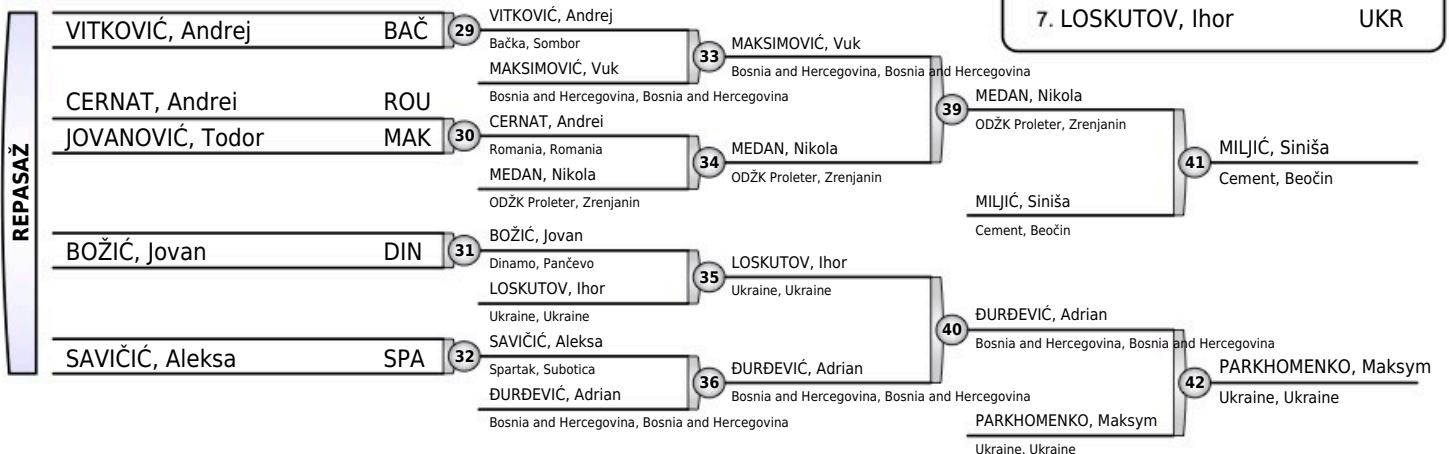 7. LOSKUTOV, Ihor UKR
REPASAŽ
VITKOVIĆ, Andrej BAČ
CERNAT, Andrei ROU
JOVANOVIĆ, Todor MAK
BOŽIĆ, Jovan DIN
SAVIČIĆ, Aleksa SPA
29
VITKOVIĆ, Andrej
Bačka, Sombor
MAKSIMOVIĆ, Vuk
Bosnia and Hercegovina, Bosnia and Hercegovina
30
CERNAT, Andrei
Romania, Romania
MEDAN, Nikola
ODŽK Proleter, Zrenjanin
31
BOŽIĆ, Jovan
Dinamo, Pančevo
LOSKUTOV, Ihor
Ukraine, Ukraine
32
SAVIČIĆ, Aleksa
Spartak, Subotica
ĐURĐEVIĆ, Adrian
Bosnia and Hercegovina, Bosnia and Hercegovina
33
MAKSIMOVIĆ, Vuk
Bosnia and Hercegovina, Bosnia and Hercegovina
34
MEDAN, Nikola
ODŽK Proleter, Zrenjanin
35
LOSKUTOV, Ihor
Ukraine, Ukraine
36
ĐURĐEVIĆ, Adrian
Bosnia and Hercegovina, Bosnia and Hercegovina
39
MEDAN, Nikola
ODŽK Proleter, Zrenjanin
MILJIĆ, Siniša
Cement, Beočin
40
ĐURĐEVIĆ, Adrian
Bosnia and Hercegovina, Bosnia and Hercegovina
PARKHOMENKO, Maksym
Ukraine, Ukraine
41
MILJIĆ, Siniša
Cement, Beočin
42
PARKHOMENKO, Maksym
Ukraine, Ukraine